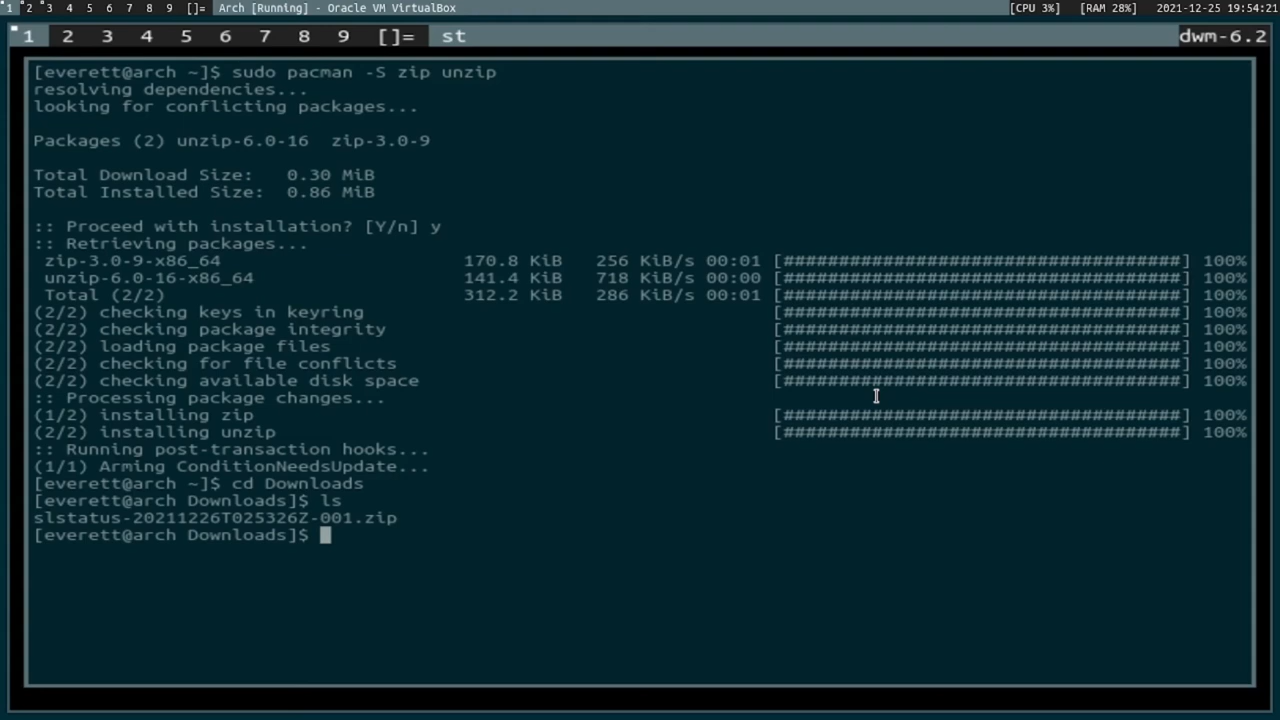 1 2 3 4 5 6 7 8 9 []= Arch [Running] - Oracle VM VirtualBox [CPU 3%] [RAM 28%] 2021-12-25 19:54:21
1 2 3 4 5 6 7 8 9 []= st dwm-6.2
[everett@arch ~]$ sudo pacman -S zip unzip
resolving dependencies...
looking for conflicting packages...
Packages (2) unzip-6.0-16  zip-3.0-9
Total Download Size:   0.30 MiB
Total Installed Size:  0.86 MiB
:: Proceed with installation? [Y/n] y
:: Retrieving packages...
zip-3.0-9-x86_64 170.8 KiB 256 KiB/s 00:01 [####################################] 100%
unzip-6.0-16-x86_64 141.4 KiB 718 KiB/s 00:00 [####################################] 100%
Total (2/2) 312.2 KiB 286 KiB/s 00:01 [####################################] 100%
(2/2) checking keys in keyring [####################################] 100%
(2/2) checking package integrity [####################################] 100%
(2/2) loading package files [####################################] 100%
(2/2) checking for file conflicts [####################################] 100%
(2/2) checking available disk space [####################################] 100%
:: Processing package changes...
(1/2) installing zip [####################################] 100%
(2/2) installing unzip [####################################] 100%
:: Running post-transaction hooks...
(1/1) Arming ConditionNeedsUpdate...
[everett@arch ~]$ cd Downloads
[everett@arch Downloads]$ ls
slstatus-20211226T025326Z-001.zip
[everett@arch Downloads]$